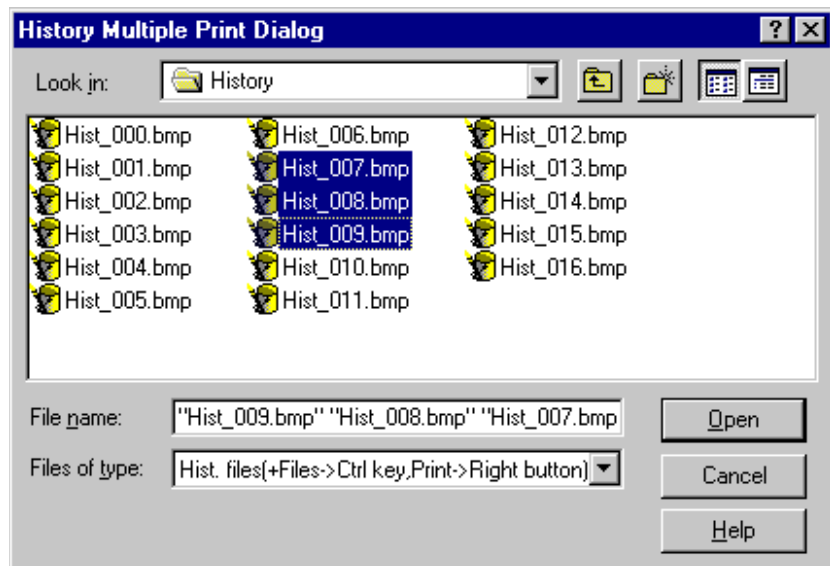 History Multiple Print Dialog
Look in: History
Hist_000.bmp Hist_006.bmp Hist_012.bmp
Hist_001.bmp Hist_007.bmp Hist_013.bmp
Hist_002.bmp Hist_008.bmp Hist_014.bmp
Hist_003.bmp Hist_009.bmp Hist_015.bmp
Hist_004.bmp Hist_010.bmp Hist_016.bmp
Hist_005.bmp Hist_011.bmp
File name: "Hist_009.bmp" "Hist_008.bmp" "Hist_007.bmp Open
Files of type: Hist. files(+Files->Ctrl key,Print->Right button) Cancel
Help